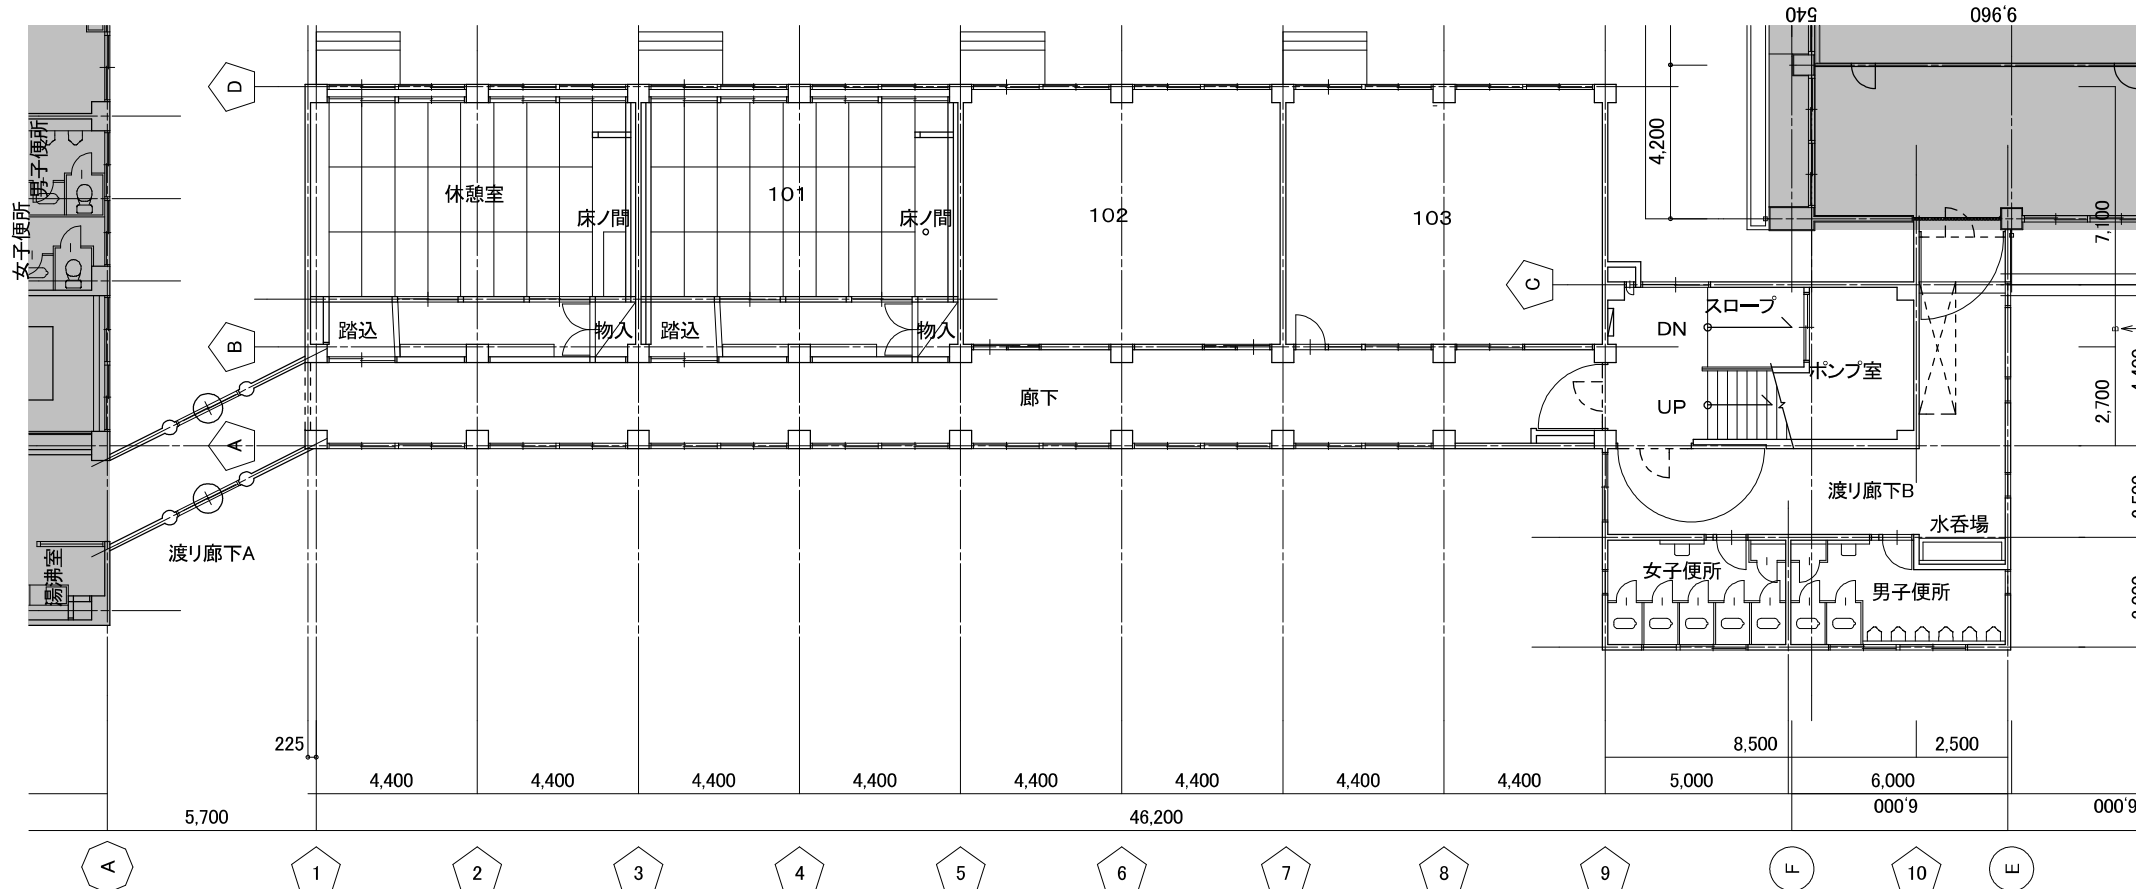 540
9,960
D
4,200
男子便所
休憩室
101
床ノ間
床ノ間
102
103
7,100
女子便所
C
スロープ
DN
踏込
物入
踏込
物入
B
ポンプ室
2,700
廊下
UP
A
渡リ廊下B
水呑場
渡リ廊下A
湯沸室
女子便所
男子便所
225
8,500
2,500
4,400
4,400
4,400
4,400
4,400
4,400
4,400
4,400
5,000
6,000
6,000
6,000
5,700
46,200
A
1
2
3
4
5
6
7
8
9
F
10
E